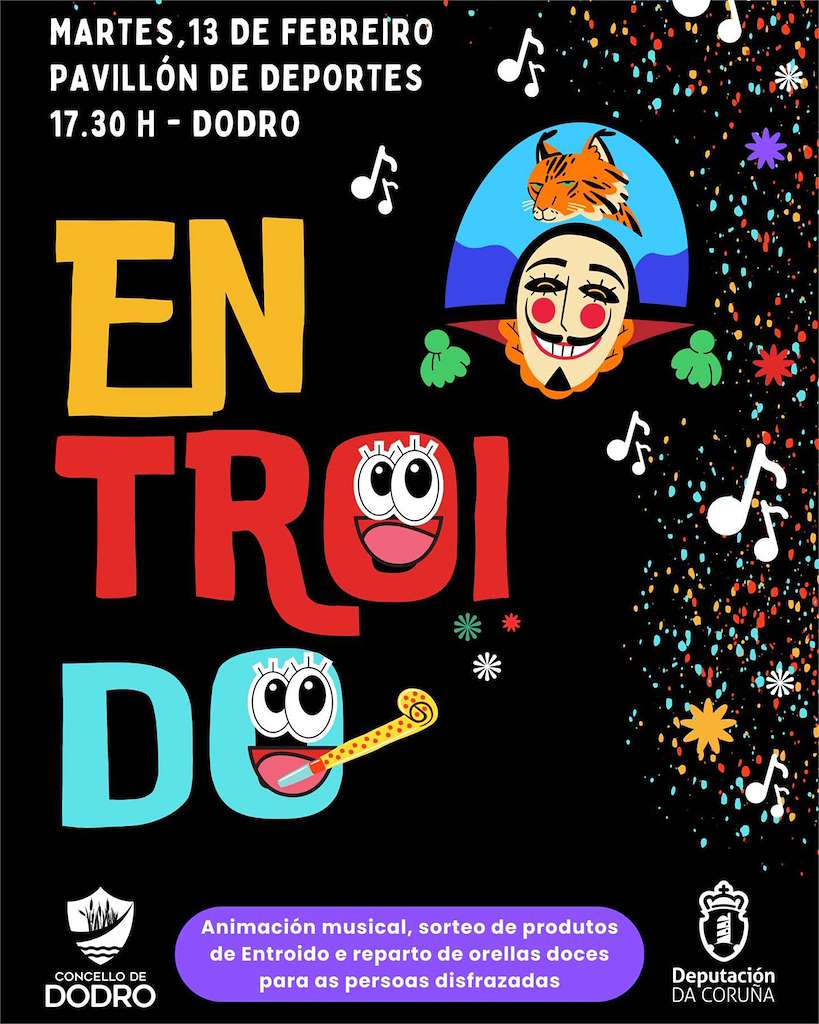 MARTES,13 DE FEBREIRO
PAVILLÓN DE DEPORTES
17.30 H - DODRO
EN
TROI
DO
Animación musical, sorteo de produtos
de Entroido e reparto de orellas doces
para as persoas disfrazadas
CONCELLO DE
DODRO
Deputación
DA CORUÑA